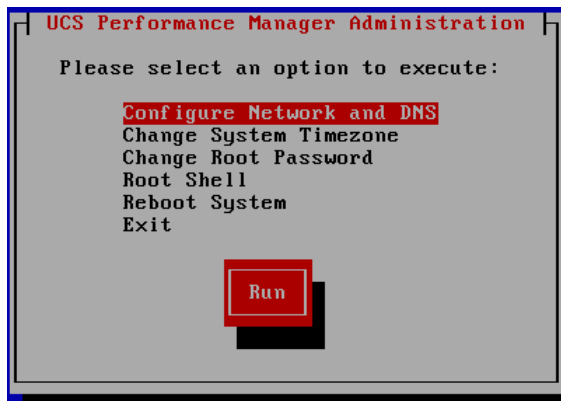 UCS Performance Manager Administration
Please select an option to execute:
Configure Network and DNS
Change System Timezone
Change Root Password
Root Shell
Reboot System
Exit
Run